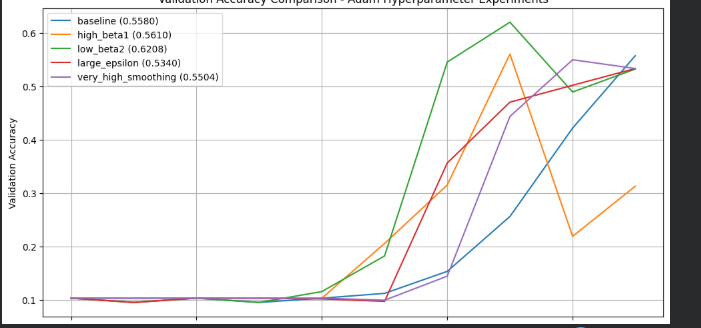 Validation Accuracy Comparison - Adam Hyperparameter Experiments
baseline (0.5580)
high_beta1 (0.5610)
low_beta2 (0.6208)
large_epsilon (0.5340)
very_high_smoothing (0.5504)
Validation Accuracy
0.6
0.5
0.4
0.3
0.2
0.1